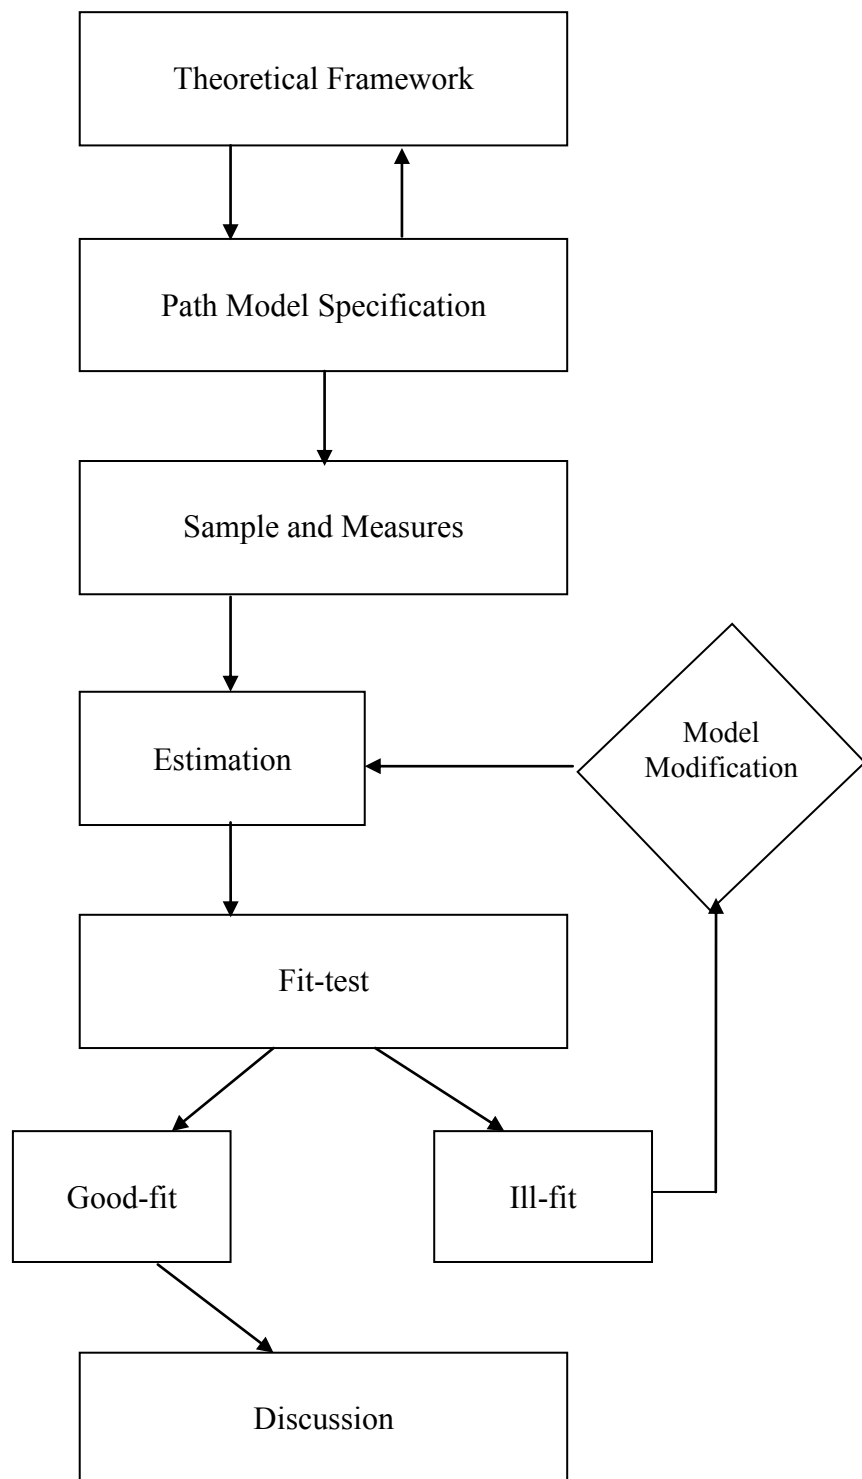 Theoretical Framework
Path Model Specification
Sample and Measures
Estimation
Model
Modification
Fit-test
Good-fit
Ill-fit
Discussion